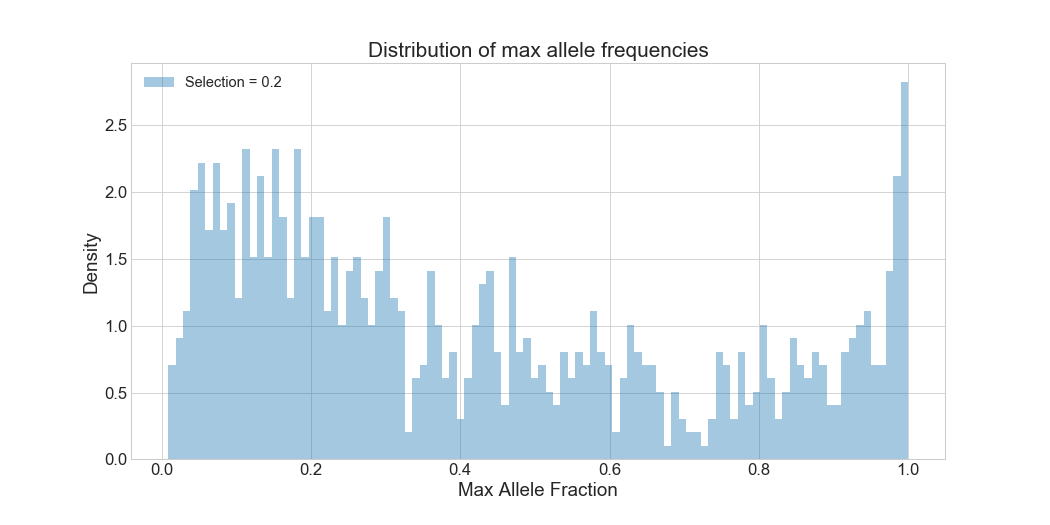 Distribution of max allele frequencies
Selection = 0.2
Density
2.5
2.0
1.5
1.0
0.5
0.0
0.0 0.2 0.4 0.6 0.8 1.0
Max Allele Fraction